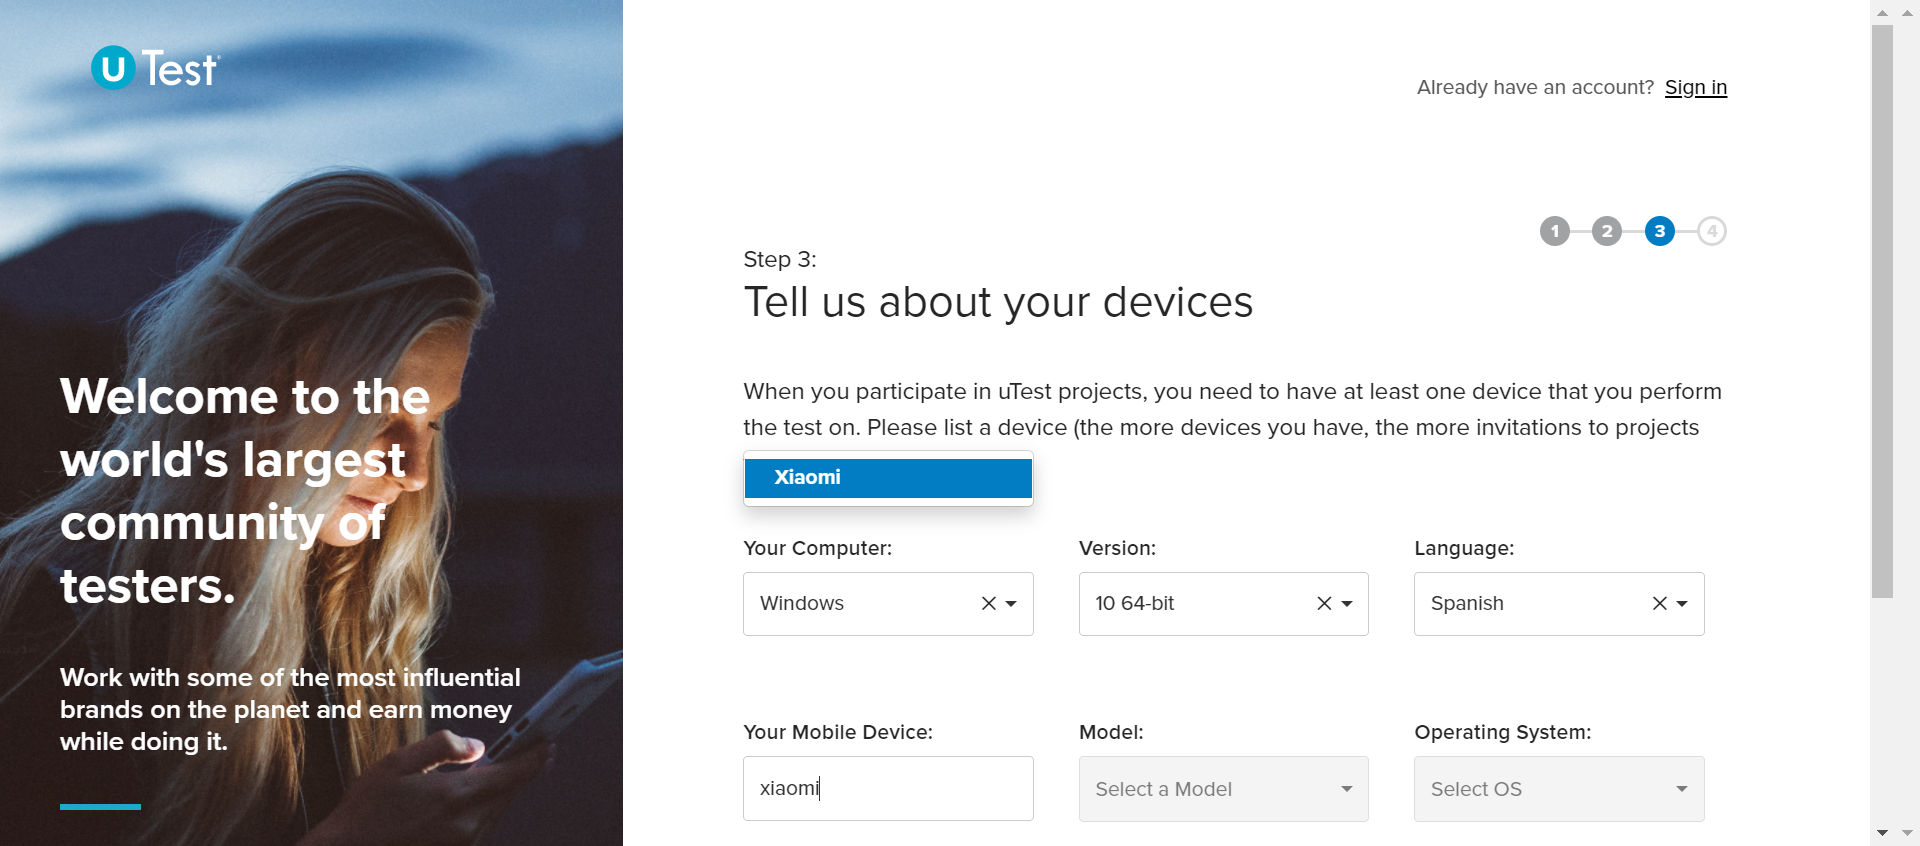 u Test
Welcome to the
world's largest
community of
testers.
Work with some of the most influential
brands on the planet and earn money
while doing it.
Already have an account? Sign in
1 2 3 4
Step 3:
Tell us about your devices
When you participate in uTest projects, you need to have at least one device that you perform
the test on. Please list a device (the more devices you have, the more invitations to projects
Xiaomi
Your Computer: Version: Language:
Windows 10 64-bit Spanish
Your Mobile Device: Model: Operating System:
xiaomi Select a Model Select OS